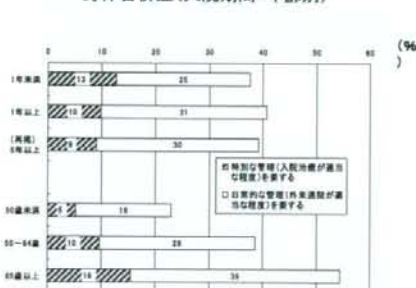 0 10 20 30 40 50 60
(%
)
1年未満 13 25
1年以上 10 31
(再掲)
5年以上 9 30
特別な管理(入院治療が適当
な程度)を要する
日常的な管理(外来通院が適
当な程度)を要する
50歳未満 5 18
50-64歳 10 29
65歳以上 16 39